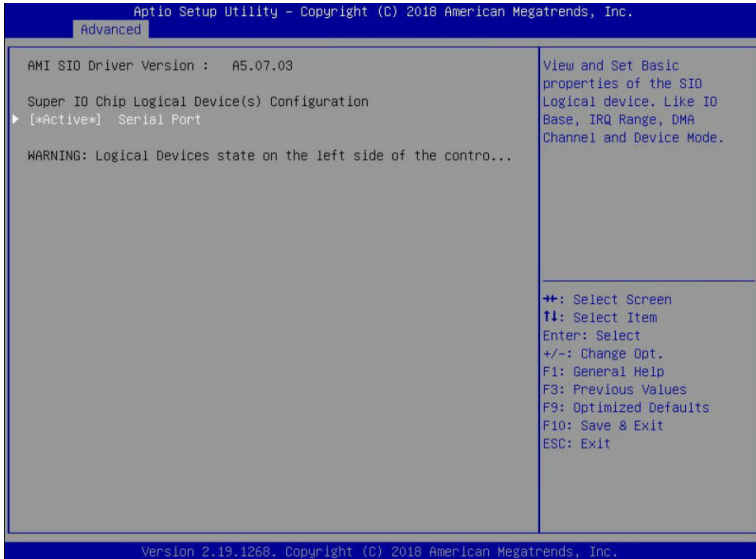 Aptio Setup Utility – Copyright (C) 2018 American Megatrends, Inc.
Advanced
AMI SIO Driver Version :   A5.07.03
Super IO Chip Logical Device(s) Configuration
[*Active*]  Serial Port
WARNING: Logical Devices state on the left side of the contro...
View and Set Basic
properties of the SIO
Logical device. Like IO
Base, IRQ Range, DMA
Channel and Device Mode.
→←: Select Screen
↑↓: Select Item
Enter: Select
+/-: Change Opt.
F1: General Help
F3: Previous Values
F9: Optimized Defaults
F10: Save & Exit
ESC: Exit
Version 2.19.1268. Copyright (C) 2018 American Megatrends, Inc.